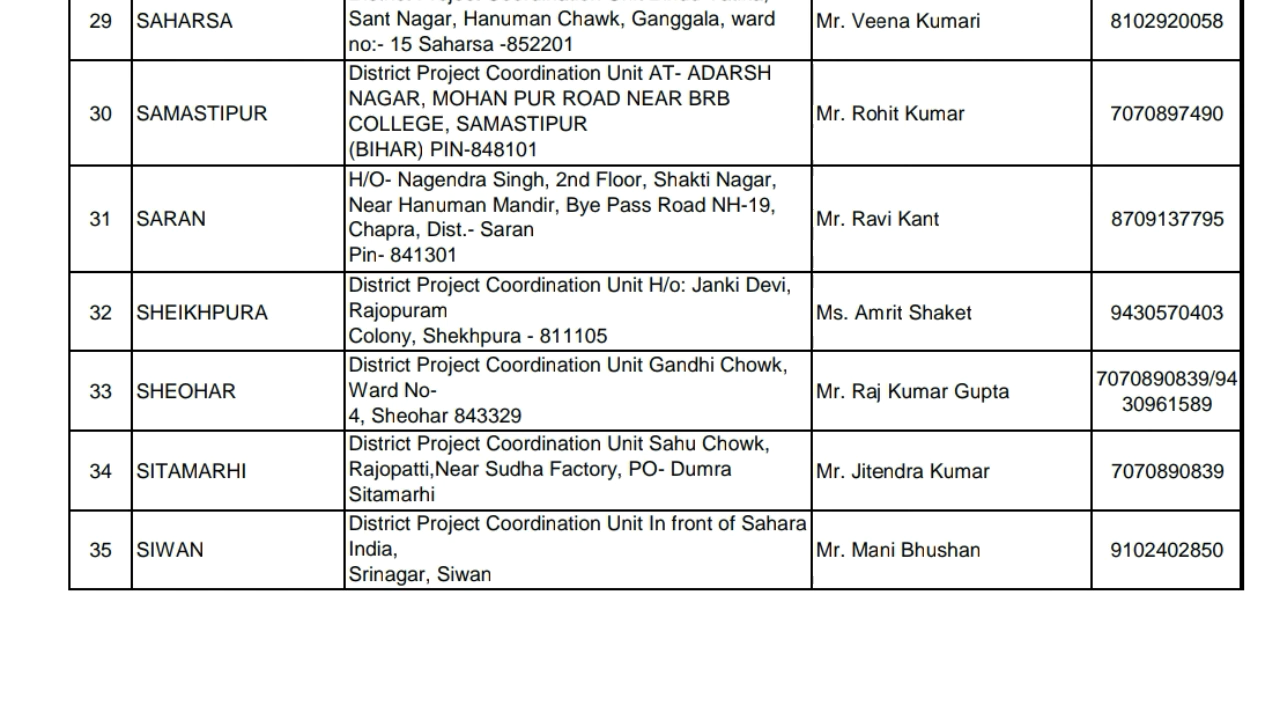 29
SAHARSA
Sant Nagar, Hanuman Chawk, Ganggala, ward
no:- 15 Saharsa -852201
Mr. Veena Kumari
8102920058
30
SAMASTIPUR
District Project Coordination Unit AT- ADARSH
NAGAR, MOHAN PUR ROAD NEAR BRB
COLLEGE, SAMASTIPUR
(BIHAR) PIN-848101
Mr. Rohit Kumar
7070897490
31
SARAN
H/O- Nagendra Singh, 2nd Floor, Shakti Nagar,
Near Hanuman Mandir, Bye Pass Road NH-19,
Chapra, Dist.- Saran
Pin- 841301
Mr. Ravi Kant
8709137795
32
SHEIKHPURA
District Project Coordination Unit H/o: Janki Devi,
Rajopuram
Colony, Shekhpura - 811105
Ms. Amrit Shaket
9430570403
33
SHEOHAR
District Project Coordination Unit Gandhi Chowk,
Ward No-
4, Sheohar 843329
Mr. Raj Kumar Gupta
7070890839/94
30961589
34
SITAMARHI
District Project Coordination Unit Sahu Chowk,
Rajopatti,Near Sudha Factory, PO- Dumra
Sitamarhi
Mr. Jitendra Kumar
7070890839
35
SIWAN
District Project Coordination Unit In front of Sahara
India,
Srinagar, Siwan
Mr. Mani Bhushan
9102402850